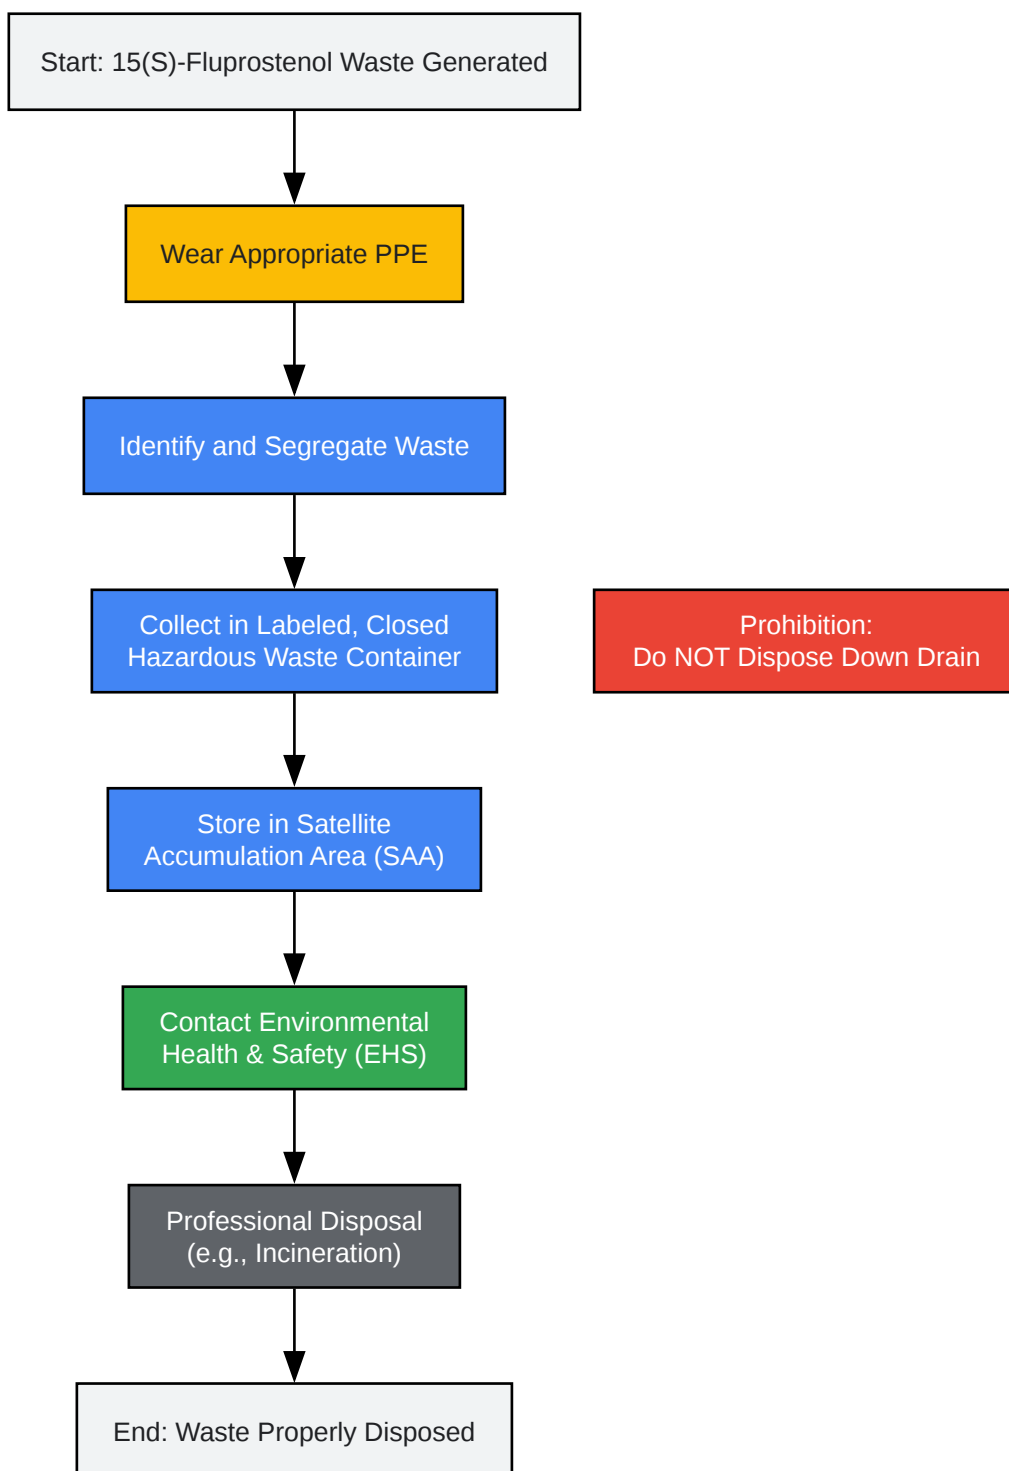 Start: 15(S)-Fluprostenol Waste Generated
Wear Appropriate PPE
Identify and Segregate Waste
Collect in Labeled, Closed
Hazardous Waste Container
Prohibition:
Do NOT Dispose Down Drain
Store in Satellite
Accumulation Area (SAA)
Contact Environmental
Health & Safety (EHS)
Professional Disposal
(e.g., Incineration)
End: Waste Properly Disposed